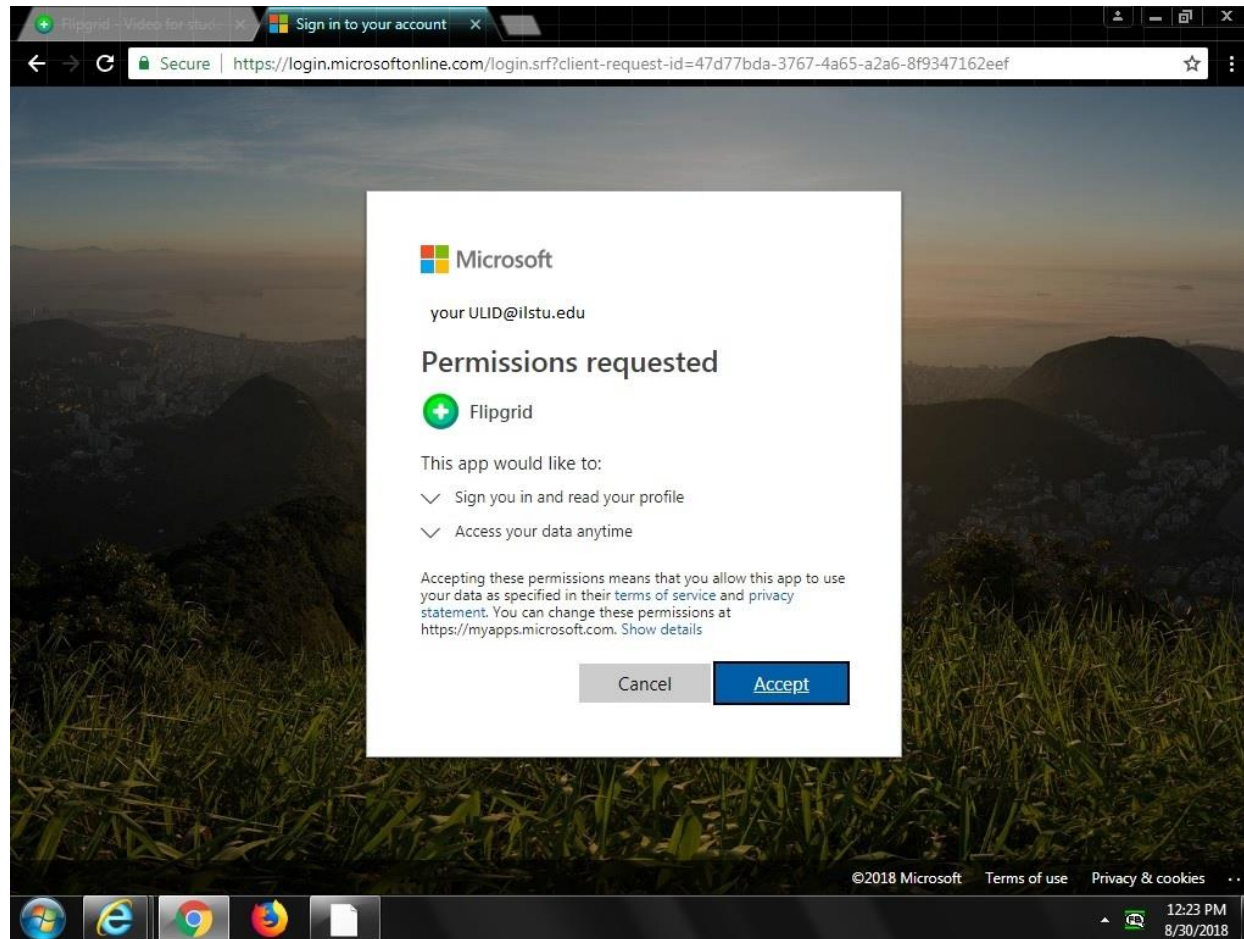 Flipgrid - Video for stud
Sign in to your account
Secure | https://login.microsoftonline.com/login.srf?client-request-id=47d77bda-3767-4a65-a2a6-8f9347162eef
Microsoft
your ULID@ilstu.edu
Permissions requested
Flipgrid
This app would like to:
Sign you in and read your profile
Access your data anytime
Accepting these permissions means that you allow this app to use
your data as specified in their terms of service and privacy
statement. You can change these permissions at
https://myapps.microsoft.com. Show details
Cancel Accept
©2018 Microsoft Terms of use Privacy & cookies
12:23 PM
8/30/2018